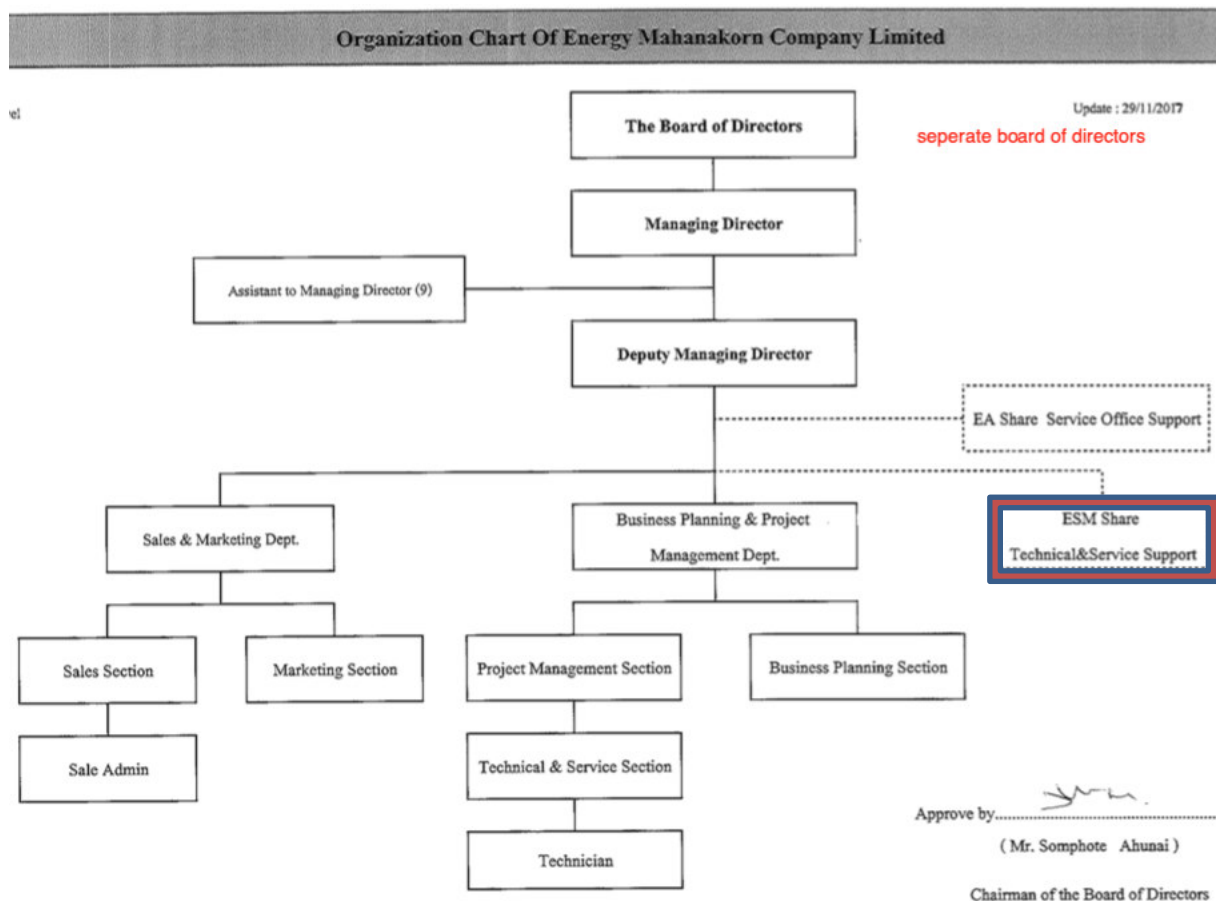 Organization Chart Of Energy Mahanakorn Company Limited
Update : 29/11/2017
The Board of Directors
seperate board of directors
Managing Director
Assistant to Managing Director (9)
Deputy Managing Director
EA Share Service Office Support
Sales & Marketing Dept.
Business Planning & Project
Management Dept.
ESM Share
Technical&Service Support
Sales Section
Marketing Section
Project Management Section
Business Planning Section
Sale Admin
Technical & Service Section
Technician
Approve by..............................
( Mr. Somphote Ahunai )
Chairman of the Board of Directors